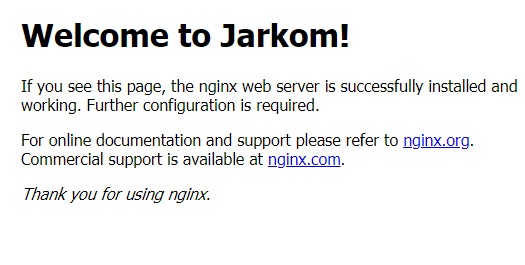 Welcome to Jarkom!
If you see this page, the nginx web server is successfully installed and
working. Further configuration is required.
For online documentation and support please refer to nginx.org.
Commercial support is available at nginx.com.
Thank you for using nginx.